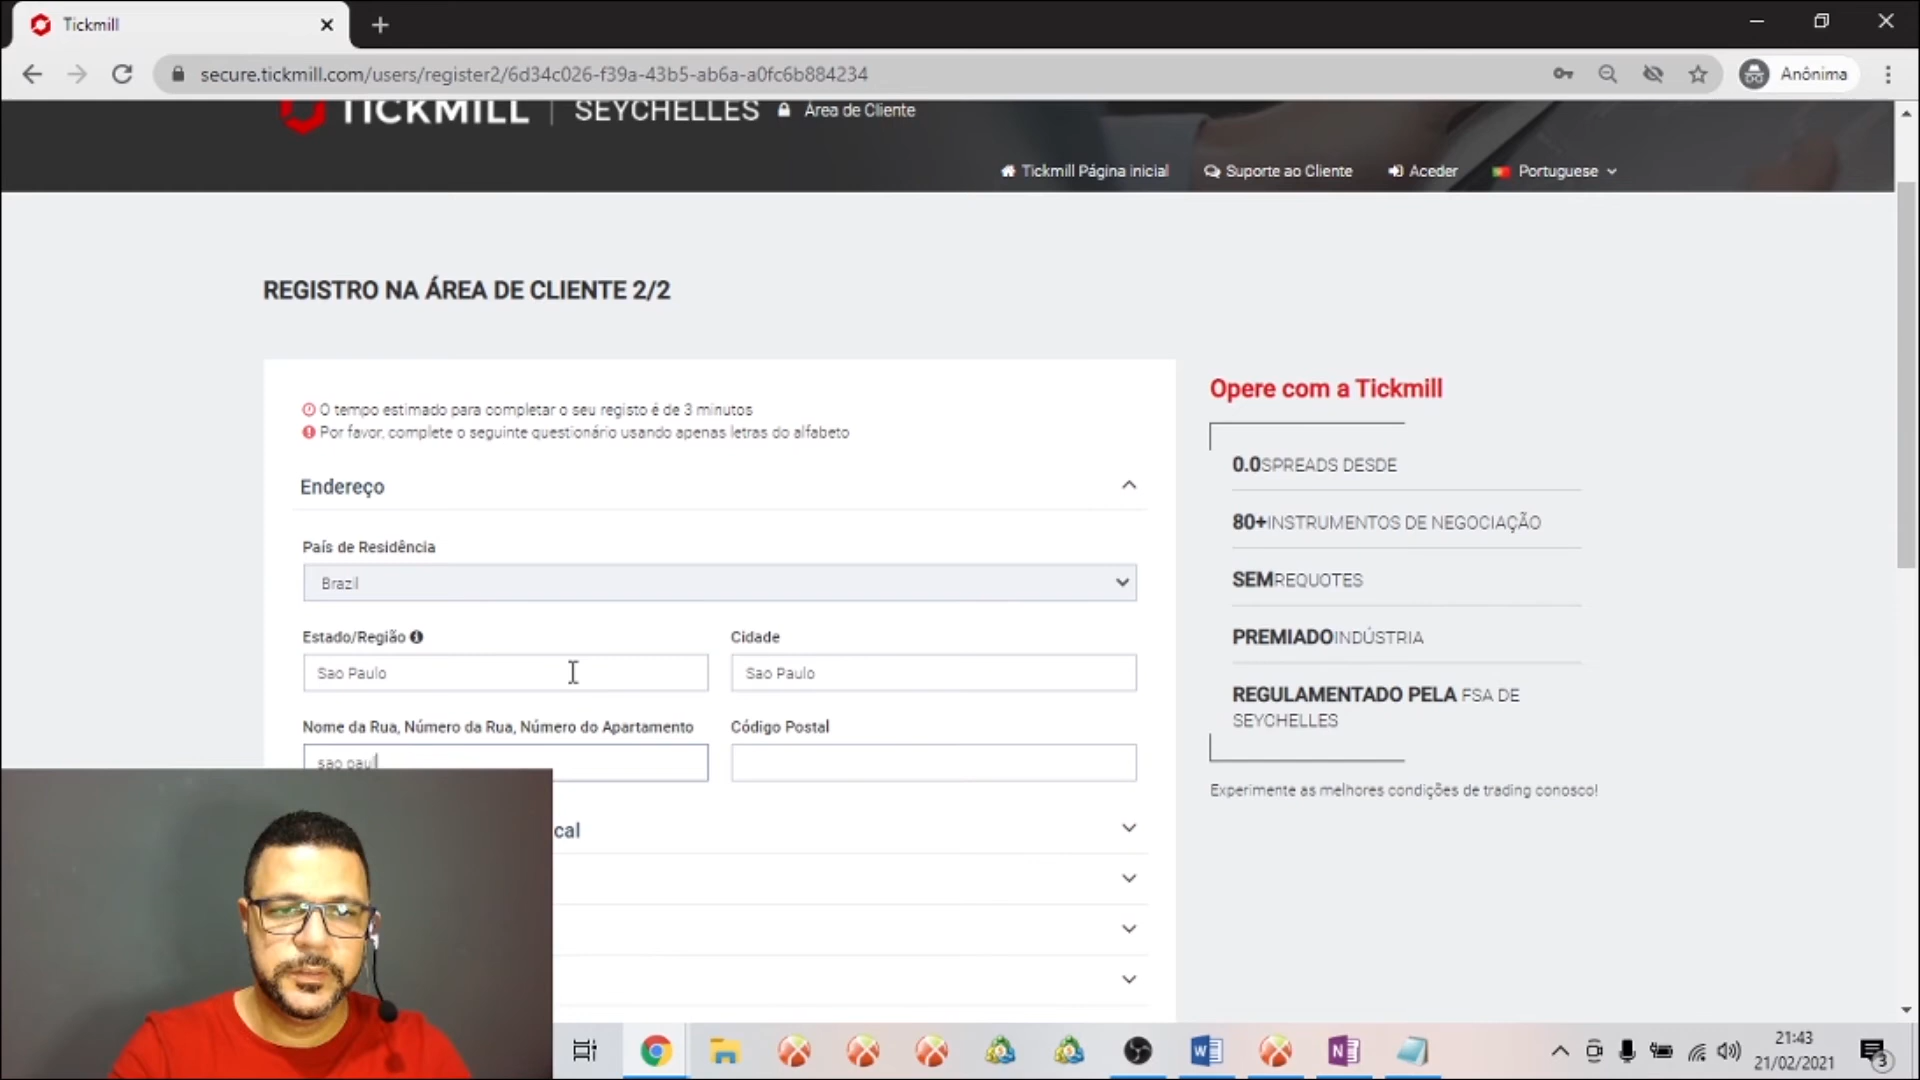 Tickmill
secure.tickmill.com/users/register2/6d34c026-f39a-43b5-ab6a-a0fc6b884234
Anônima
TICKMILL | SEYCHELLES Área de Cliente
Tickmill Página inicial Suporte ao Cliente Aceder Portuguese
REGISTRO NA ÁREA DE CLIENTE 2/2
O tempo estimado para completar o seu registo é de 3 minutos
Por favor, complete o seguinte questionário usando apenas letras do alfabeto
Endereço
País de Residência
Brazil
Estado/Região
Cidade
Sao Paulo
Sao Paulo
Nome da Rua, Número da Rua, Número do Apartamento
Código Postal
sao paul
cal
Opere com a Tickmill
0.0SPREADS DESDE
80+INSTRUMENTOS DE NEGOCIAÇÃO
SEMREQUOTES
PREMIADOINDÚSTRIA
REGULAMENTADO PELA FSA DE
SEYCHELLES
Experimente as melhores condições de trading conosco!
21:43
21/02/2021
3